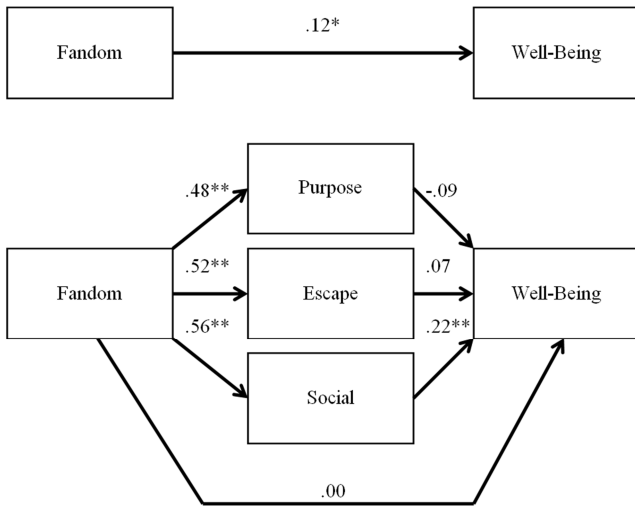 .12*
Fandom
Well-Being
Purpose
.48**
-.09
.52**
.07
Fandom
Escape
Well-Being
.56**
.22**
Social
.00